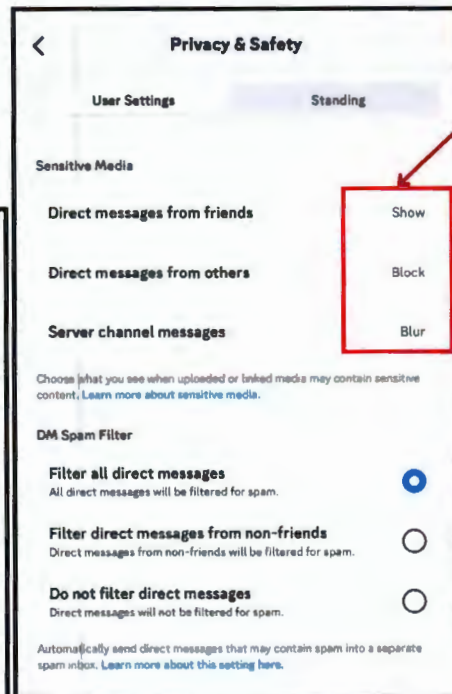 Privacy & Safety
User Settings
Standing
Sensitive Media
Direct messages from friends
Show
Direct messages from others
Block
Server channel messages
Blur
Choose what you see when uploaded or linked media may contain sensitive
content. Learn more about sensitive media.
DM Spam Filter
Filter all direct messages
All direct messages will be filtered for spam.
Filter direct messages from non-friends
Direct messages from non-friends will be filtered for spam.
Do not filter direct messages
Direct messages will not be filtered for spam.
Automatically send direct messages that may contain spam into a separate
spam inbox. Learn more about this setting here.